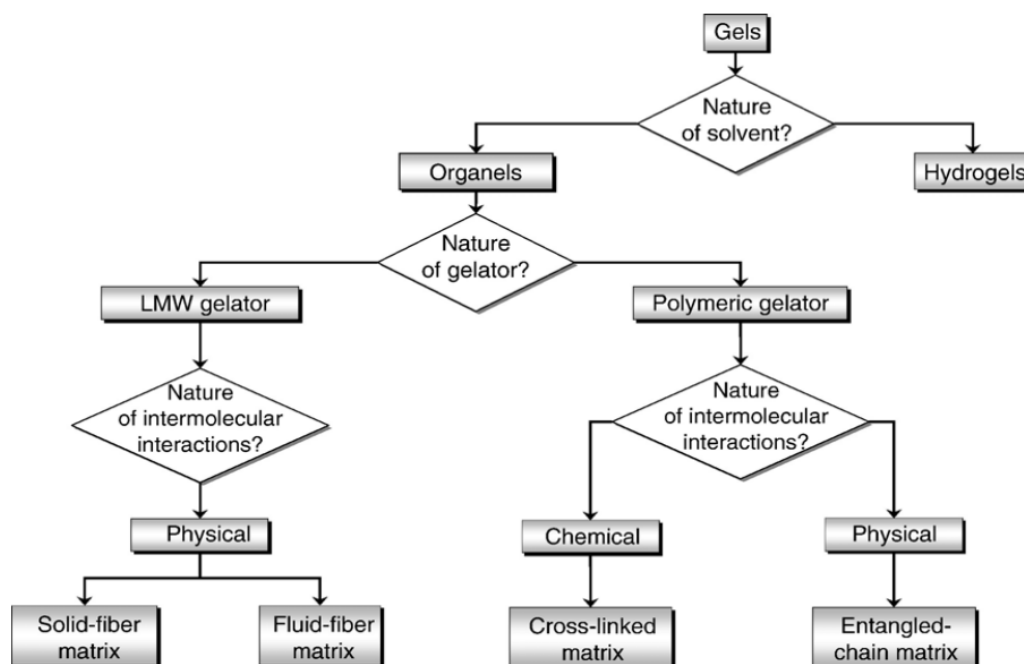 Gels
Nature
of solvent?
Organels
Hydrogels
Nature
of gelator?
LMW gelator
Polymeric gelator
Nature
of intermolecular
interactions?
Nature
of intermolecular
interactions?
Physical
Chemical
Physical
Solid-fiber
matrix
Fluid-fiber
matrix
Cross-linked
matrix
Entangled-
chain matrix